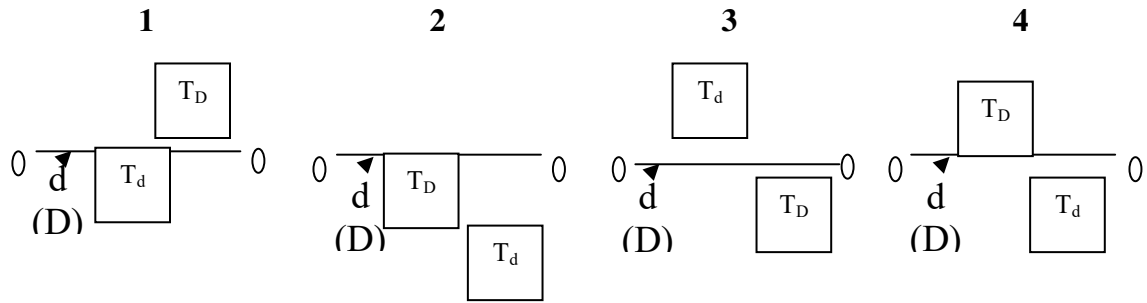 1 2 3 4
T_D T_d T_D
T_d T_D T_D T_d
d d d d
(D) (D) (D) (D)
T_d